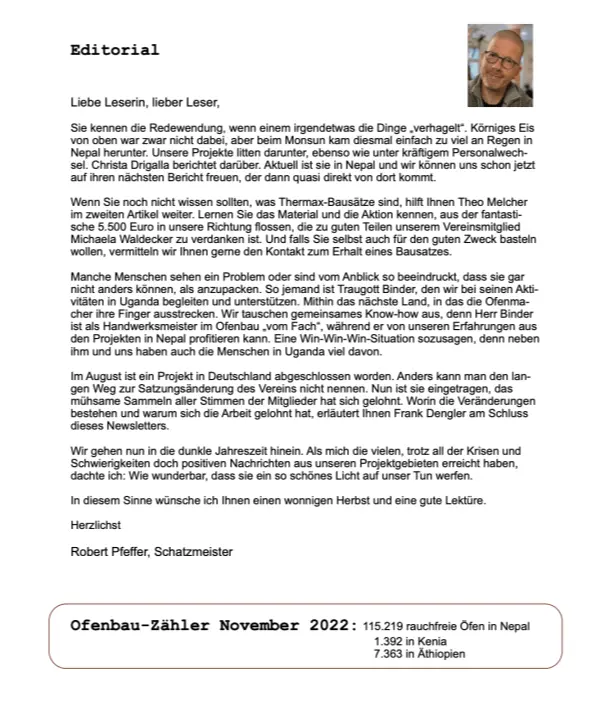 Editorial
Liebe Leserin, lieber Leser,
Sie kennen die Redewendung, wenn einem irgendetwas die Dinge „verhagelt“. Körniges Eis
von oben war zwar nicht dabei, aber beim Monsun kam diesmal einfach zu viel an Regen in
Nepal herunter. Unsere Projekte litten darunter, ebenso wie unter kräftigem Personalwech-
sel. Christa Drigalla berichtet darüber. Aktuell ist sie in Nepal und wir können uns schon jetzt
auf ihren nächsten Bericht freuen, der dann quasi direkt von dort kommt.
Wenn Sie noch nicht wissen sollten, was Thermax-Bausätze sind, hilft Ihnen Theo Melcher
im zweiten Artikel weiter. Lernen Sie das Material und die Aktion kennen, aus der fantasti-
sche 5.500 Euro in unsere Richtung flossen, die zu guten Teilen unserem Vereinsmitglied
Michaela Waldecker zu verdanken ist. Und falls Sie selbst auch für den guten Zweck basteln
wollen, vermitteln wir Ihnen gerne den Kontakt zum Erhalt eines Bausatzes.
Manche Menschen sehen ein Problem oder sind vom Anblick so beeindruckt, dass sie gar
nicht anders können, als anzupacken. So jemand ist Traugott Binder, den wir bei seinen Akti-
vitäten in Uganda begleiten und unterstützen. Mithin das nächste Land, in das die Ofenma-
cher ihre Finger ausstrecken. Wir tauschen gemeinsames Know-how aus, denn Herr Binder
ist als Handwerksmeister im Ofenbau „vom Fach“, während er von unseren Erfahrungen aus
den Projekten in Nepal profitieren kann. Eine Win-Win-Win-Situation sozusagen, denn neben
ihm und uns haben auch die Menschen in Uganda viel davon.
Im August ist ein Projekt in Deutschland abgeschlossen worden. Anders kann man den lan-
gen Weg zur Satzungsänderung des Vereins nicht nennen. Nun ist sie eingetragen, das
mühsame Sammeln aller Stimmen der Mitglieder hat sich gelohnt. Worin die Veränderungen
bestehen und warum sich die Arbeit gelohnt hat, erläutert Ihnen Frank Dengler am Schluss
dieses Newsletters.
Wir gehen nun in die dunkle Jahreszeit hinein. Als mich die vielen, trotz all der Krisen und
Schwierigkeiten doch positiven Nachrichten aus unseren Projektgebieten erreicht haben,
dachte ich: Wie wunderbar, dass sie ein so schönes Licht auf unser Tun werfen.
In diesem Sinne wünsche ich Ihnen einen wonnigen Herbst und eine gute Lektüre.
Herzlichst
Robert Pfeffer, Schatzmeister
Ofenbau-Zähler November 2022: 115.219 rauchfreie Öfen in Nepal
1.392 in Kenia
7.363 in Äthiopien